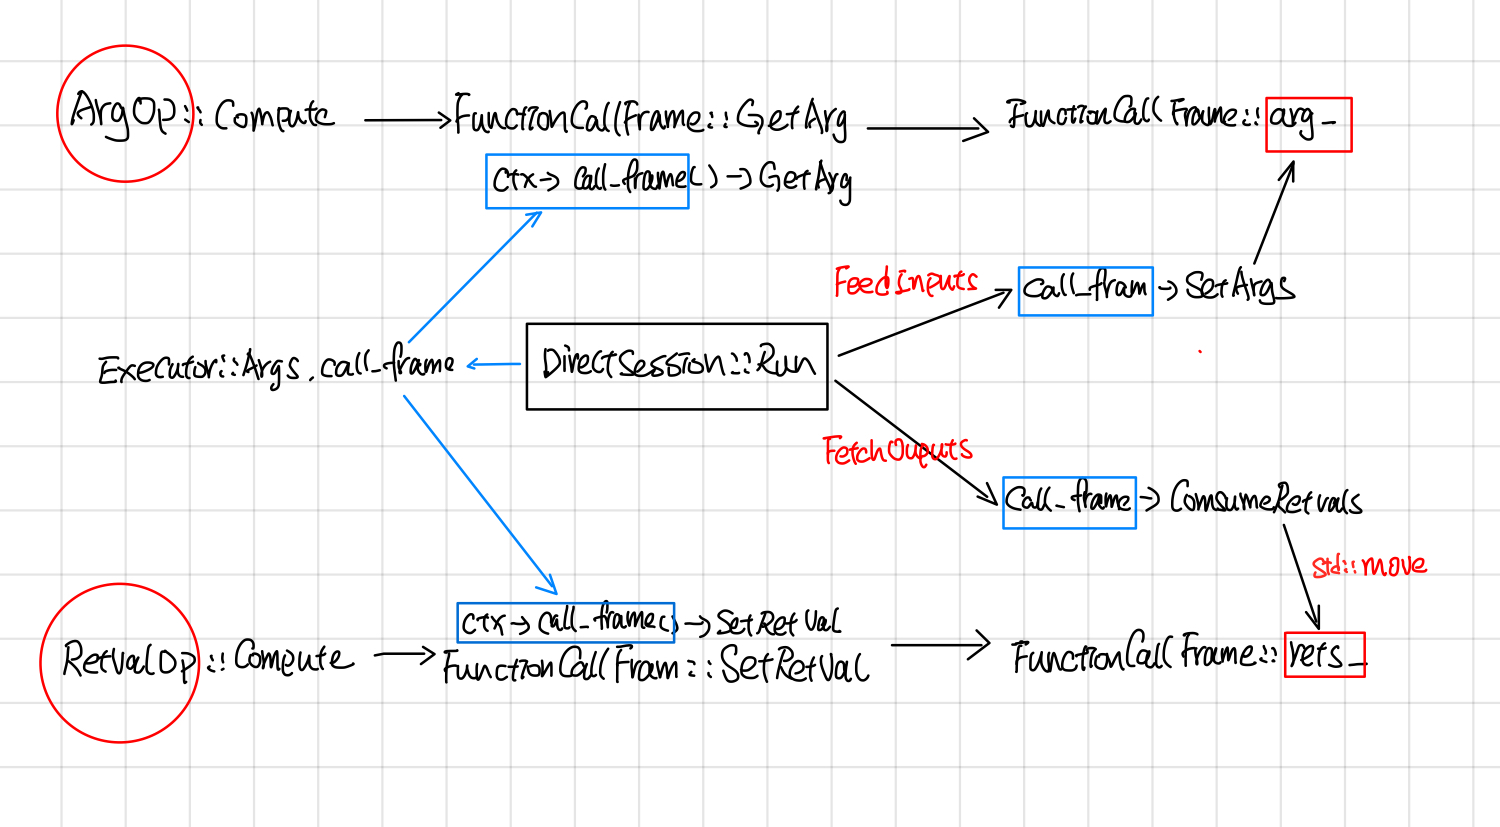 ArgOp::Compute
FunctionCallFrame::GetArg
FunctionCallFrame::arg_
ctx→call_frame()→GetArg
FeedInputs
call_fram→SetArgs
Executor::Args.call_frame
DirectSession::Run
FetchOuputs
call_frame→ComsumeRetvals
std::move
ctx→call_frame()→SetRetVal
RetvalOp::Compute
FunctionCallFram::SetRetVal
FunctionCallFrame::rets_